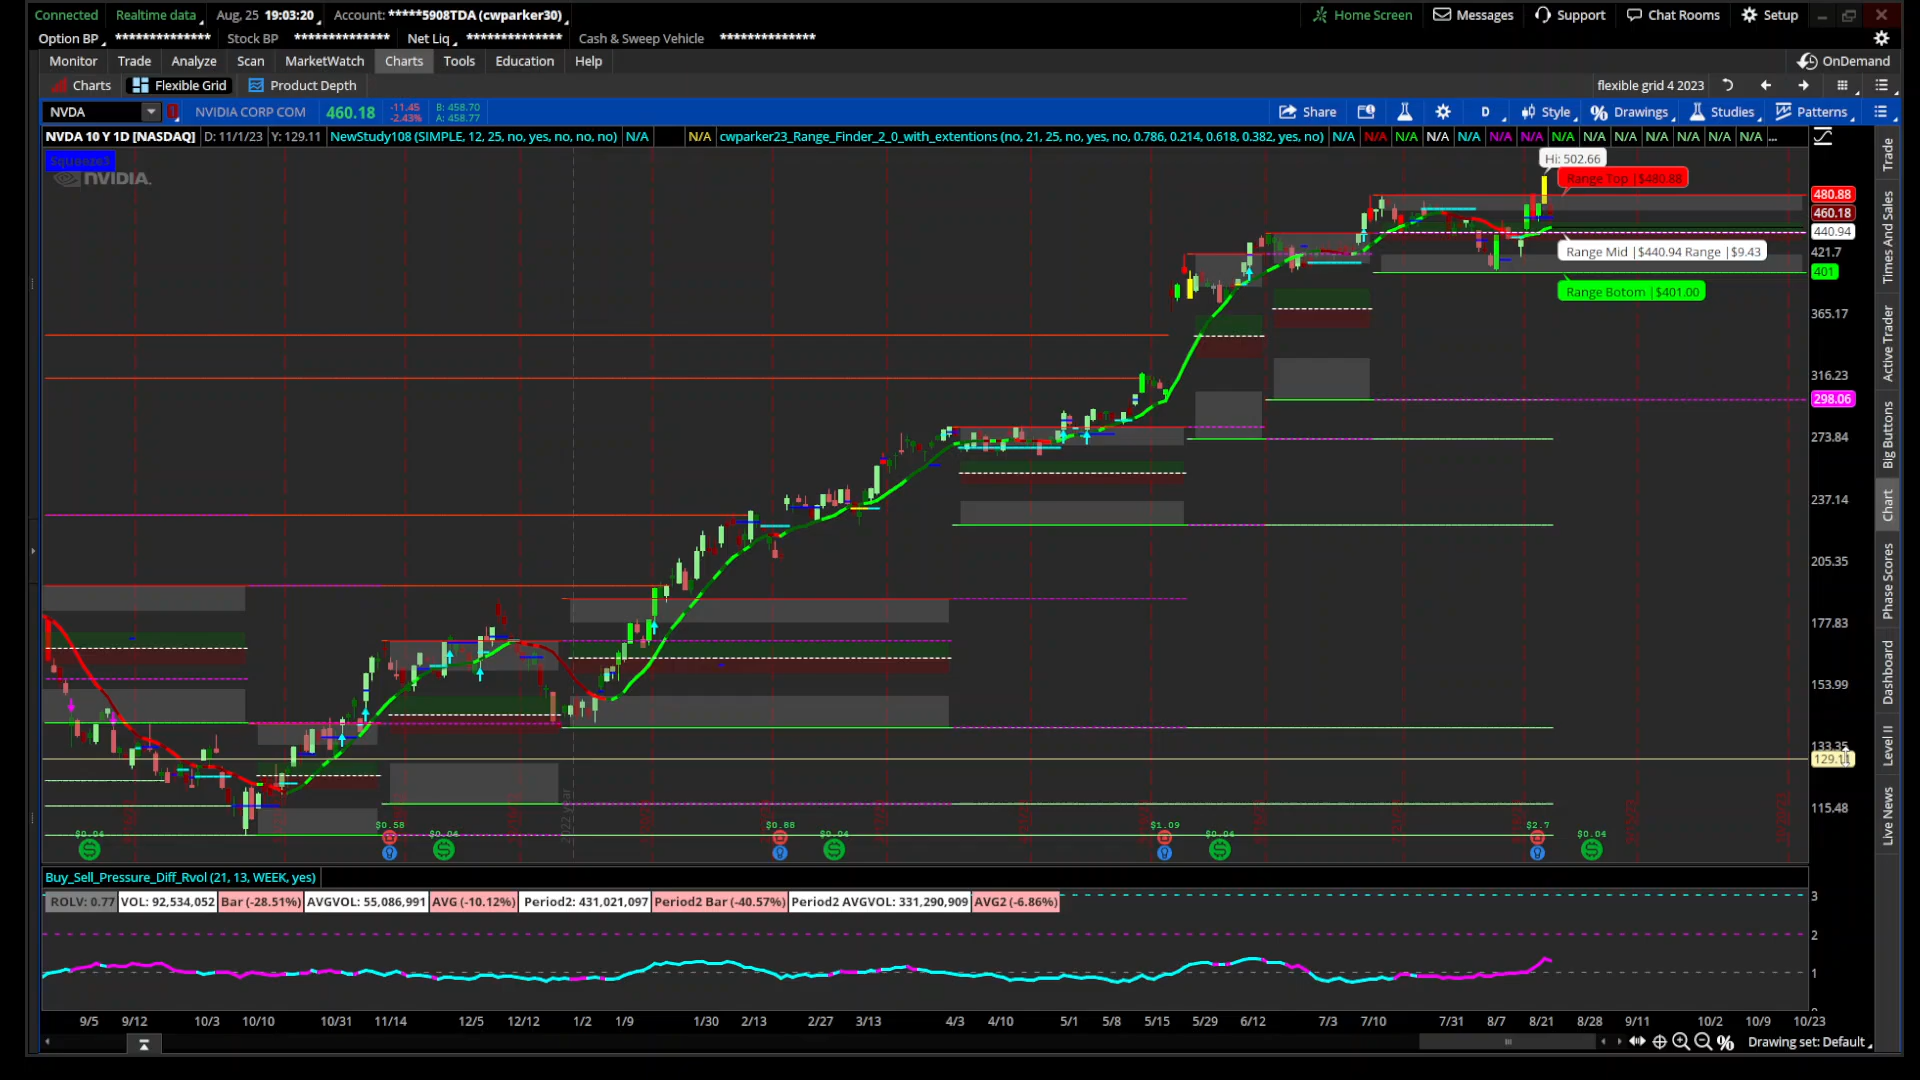 Connected Realtime data Aug, 25 19:03:20 Account: *****5908TDA (cwparker30) Home Screen Messages Support Chat Rooms Setup
Option BP ************** Stock BP ************** Net Liq ************** Cash & Sweep Vehicle **************
Monitor Trade Analyze Scan MarketWatch Charts Tools Education Help OnDemand
Charts Flexible Grid Product Depth flexible grid 4 2023
NVDA NVIDIA CORP COM 460.18 -11.45 B: 458.70 Share D Style Drawings Studies Patterns
-2.43% A: 458.77
NVDA 10 Y 1D [NASDAQ] D: 11/1/23 Y: 129.11 NewStudy108 (SIMPLE, 12, 25, no, yes, no, no, no) N/A N/A cwparker23_Range_Finder_2_0_with_extentions (no, 21, 25, no, yes, no, 0.786, 0.214, 0.618, 0.382, yes, no) N/A N/A N/A N/A N/A N/A N/A N/A N/A N/A N/A N/A N/A N/A ...
NVIDIA.
Hi: 502.66
Range Top |$480.88
480.88
460.18
440.94
Range Mid |$440.94 Range |$9.43
421.7
401
Range Botom |$401.00
365.17
316.23
298.06
273.84
237.14
205.35
177.83
153.99
133.35
129.11
115.48
2022 year
$0.06 $0.58 $0.06 $0.88 $0.04 $1.09 $0.04 $2.7 $0.04
Buy_Sell_Pressure_Diff_Rvol (21, 13, WEEK, yes)
ROLV: 0.77 VOL: 92,534,052 Bar (-28.51%) AVGVOL: 55,086,991 AVG (-10.12%) Period2: 431,021,097 Period2 Bar (-40.57%) Period2 AVGVOL: 331,290,909 AVG2 (-6.86%)
3
2
1
9/5 9/12 10/3 10/10 10/31 11/14 12/5 12/12 1/2 1/9 1/30 2/13 2/27 3/13 4/3 4/10 5/1 5/8 5/15 5/29 6/12 7/3 7/10 7/31 8/7 8/21 8/28 9/11 10/2 10/9 10/23
Drawing set: Default
Trade
Times And Sales
Active Trader
Big Buttons
Chart
Phase Scores
Dashboard
Level II
Live News